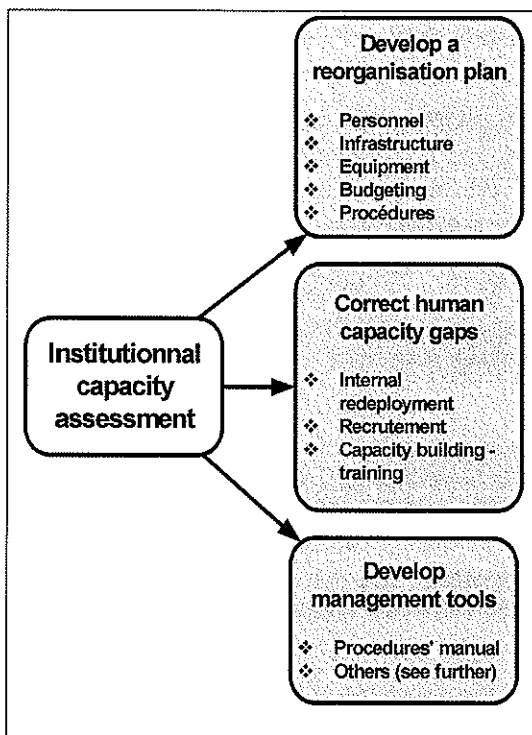 Develop a
reorganisation plan
❖ Personnel
❖ Infrastructure
❖ Equipment
❖ Budgeting
❖ Procédures
Institutionnal
capacity
assessment
Correct human
capacity gaps
❖ Internal
redeployment
❖ Recrutement
❖ Capacity building -
training
Develop
management tools
❖ Procedures' manual
❖ Others (see further)